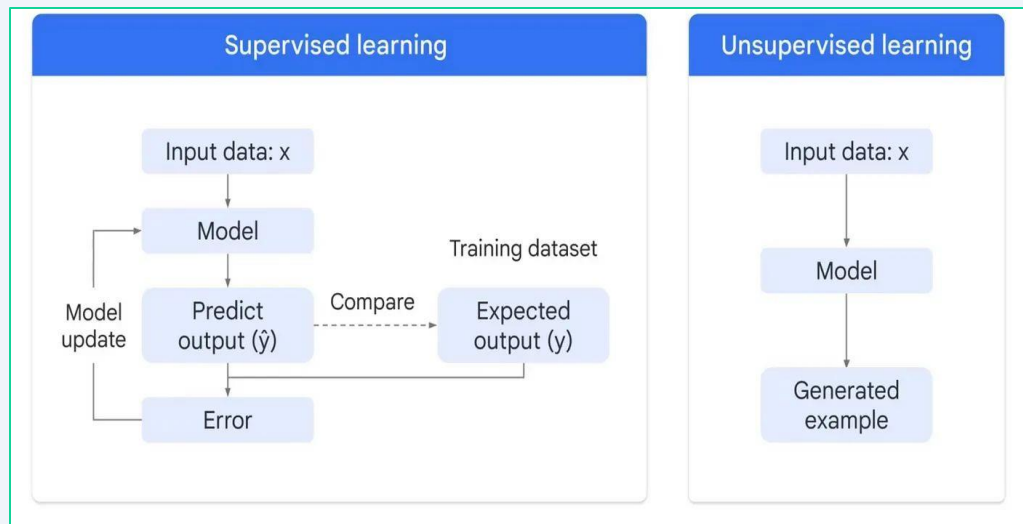 Supervised learning
Input data: x
Model
Training dataset
Model
update
Predict
output (ŷ)
Compare
Expected
output (y)
Error
Unsupervised learning
Input data: x
Model
Generated
example